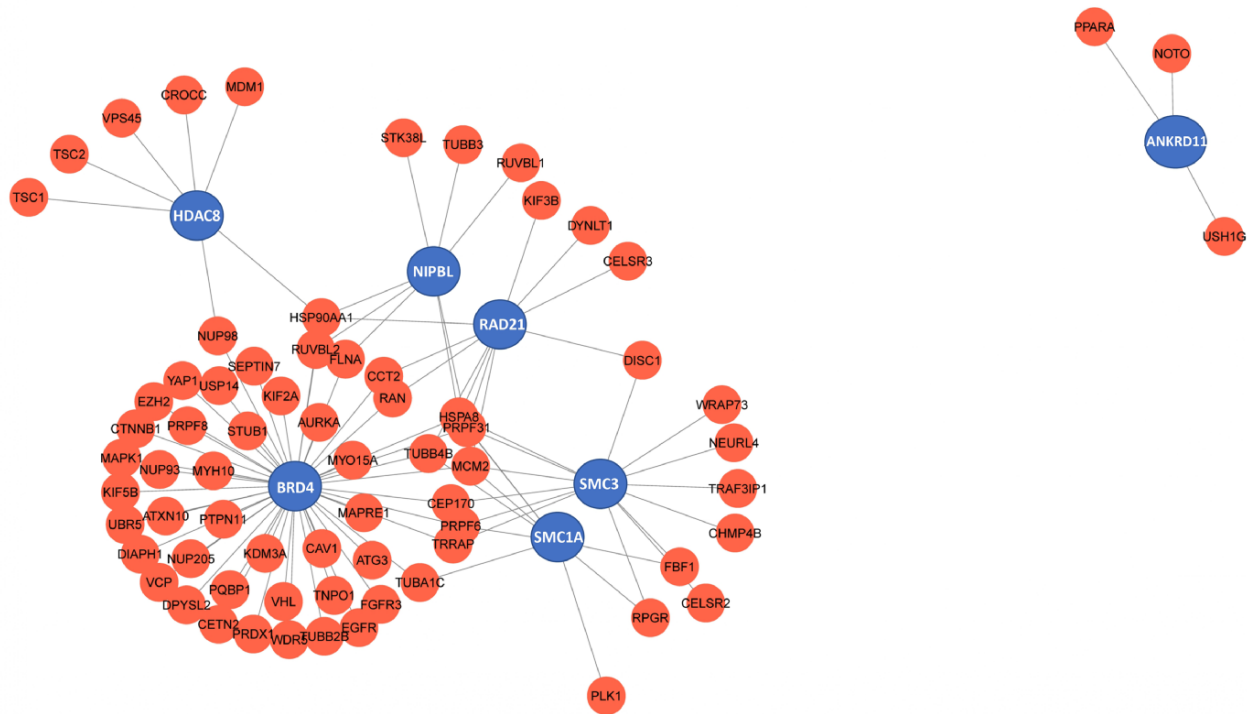 PPARA
NOTO
CROCC
MDM1
VPS45
STK38L
TUBB3
ANKRD11
TSC2
RUVBL1
TSC1
KIF3B
HDAC8
DYNLT1
USH1G
CELSR3
NIPBL
HSP90AA1
RAD21
NUP98
RUVBL2
FLNA
DISC1
SEPTIN7
YAP1
USP14
CCT2
KIF2A
RAN
EZH2
WRAP73
HSPA8
CTNNB1
PRPF8
STUB1
AURKA
PRPF31
NEURL4
MAPK1
NUP93
MYH10
MYO15A
TUBB4B
MCM2
BRD4
SMC3
TRAF3IP1
KIF5B
CEP170
ATXN10
PTPN11
MAPRE1
UBR5
PRPF6
CHMP4B
SMC1A
TRRAP
DIAPH1
NUP205
KDM3A
CAV1
ATG3
FBF1
VCP
PQBP1
TUBA1C
DPYSL2
VHL
TNPO1
FGFR3
CELSR2
RPGR
CETN2
PRDX1
WDR5
TUBB2B
EGFR
PLK1